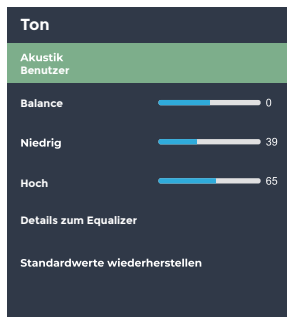 Ton
Akustik
Benutzer
Balance 0
Niedrig 39
Hoch 65
Details zum Equalizer
Standardwerte wiederherstellen